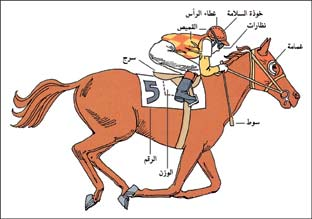 غطاء الرأس
خوذة السلامة
القميص
نظارات
غمامة
سرج
سوط
5
الرقم
الوزن